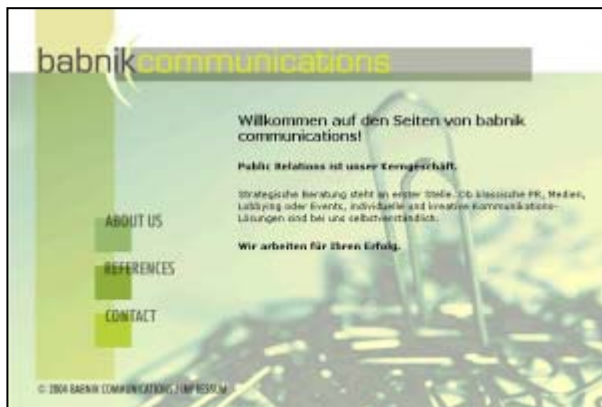 babnikcommunications
Willkommen auf den Seiten von babnik
communications!
Public Relations ist unser Kerngeschäft.
Strategische Beratung steht an erster Stelle. Ob klassische PR, Medien,
Lobbying oder Events, individuelle und kreative Kommunikations-
Lösungen sind bei uns selbstverständlich.
Wir arbeiten für Ihren Erfolg.
ABOUT US
REFERENCES
CONTACT
© 2004 BABNIK COMMUNICATIONS / IMPRESSUM